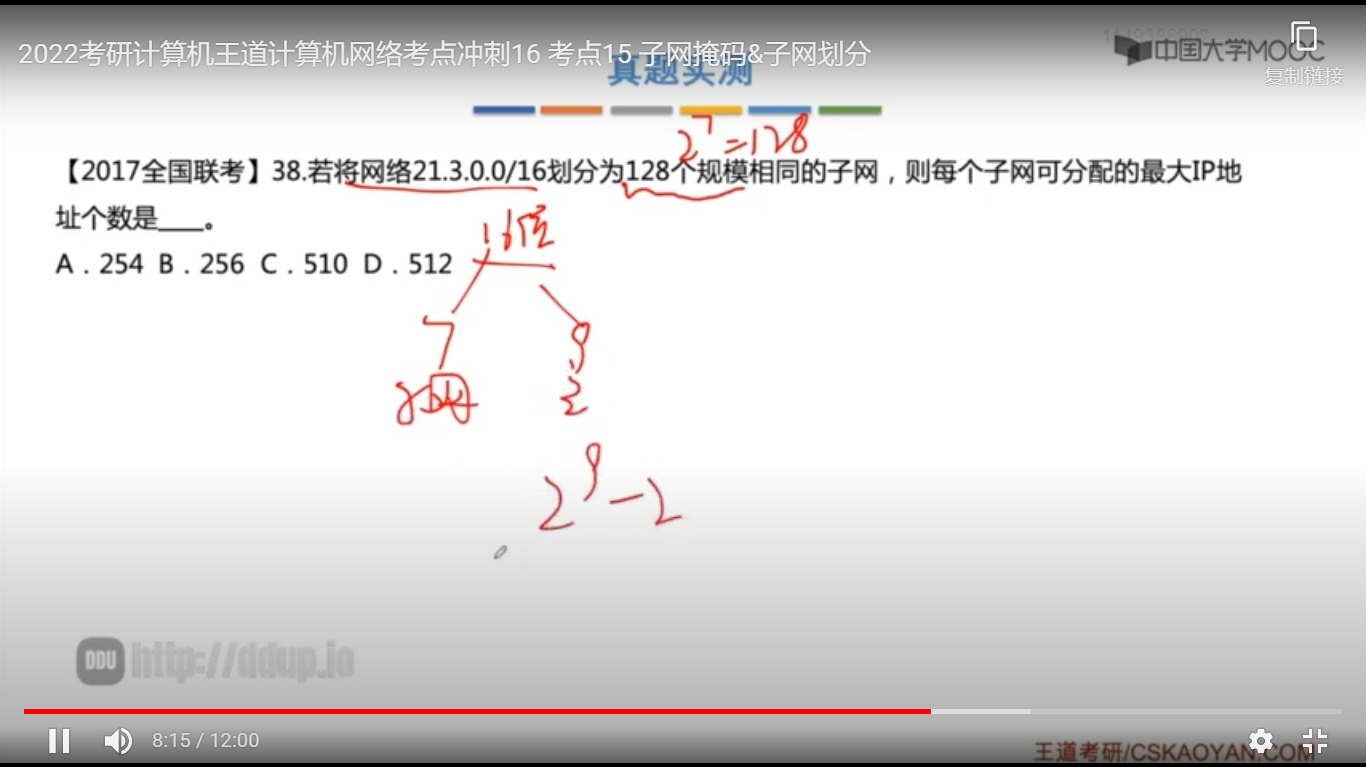 2022考研计算机王道计算机网络考点冲刺16 考点15 子网掩码&子网划分
中国大学MOOC
复制链接
真题实测
2^7=128
【2017全国联考】38.若将网络21.3.0.0/16划分为128个规模相同的子网，则每个子网可分配的最大IP地
址个数是____。
16位
A．254 B．256 C．510 D．512
7 9
子网
2^9-2
DDU http://ddup.io
8:15 / 12:00
王道考研/CSKAOYAN.COM